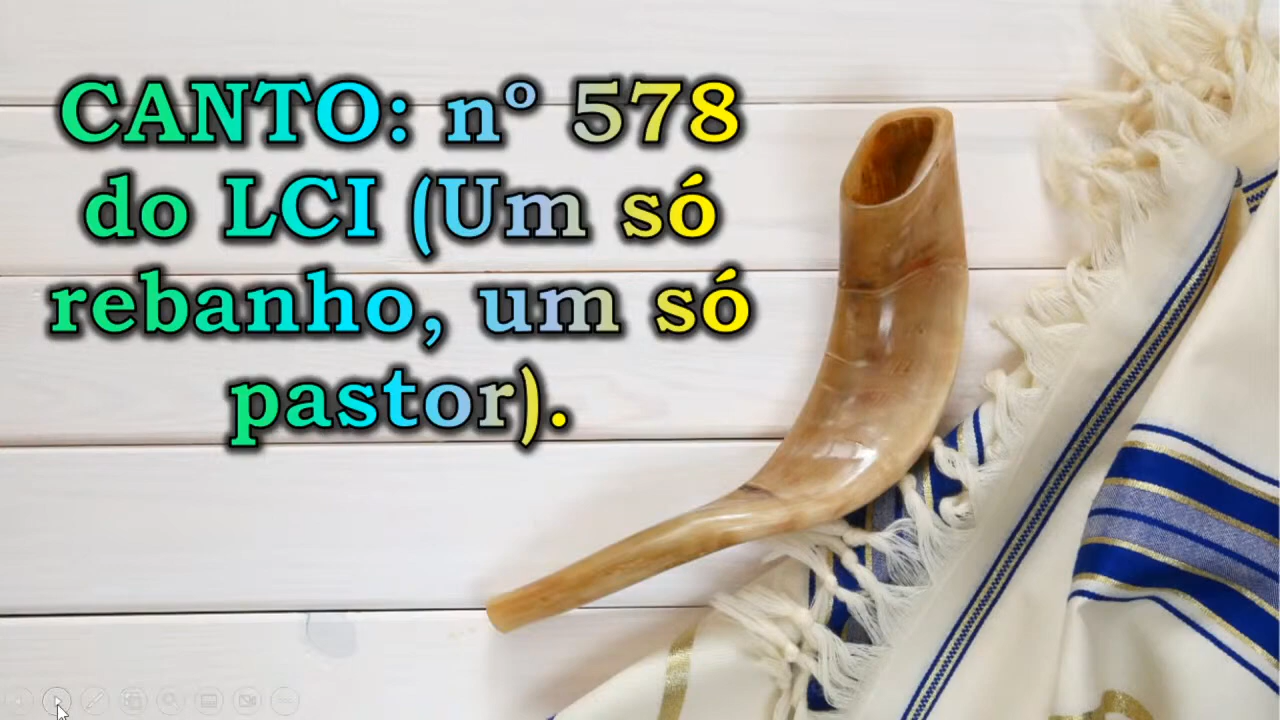 CANTO: nº 578
do LCI (Um só
rebanho, um só
pastor).